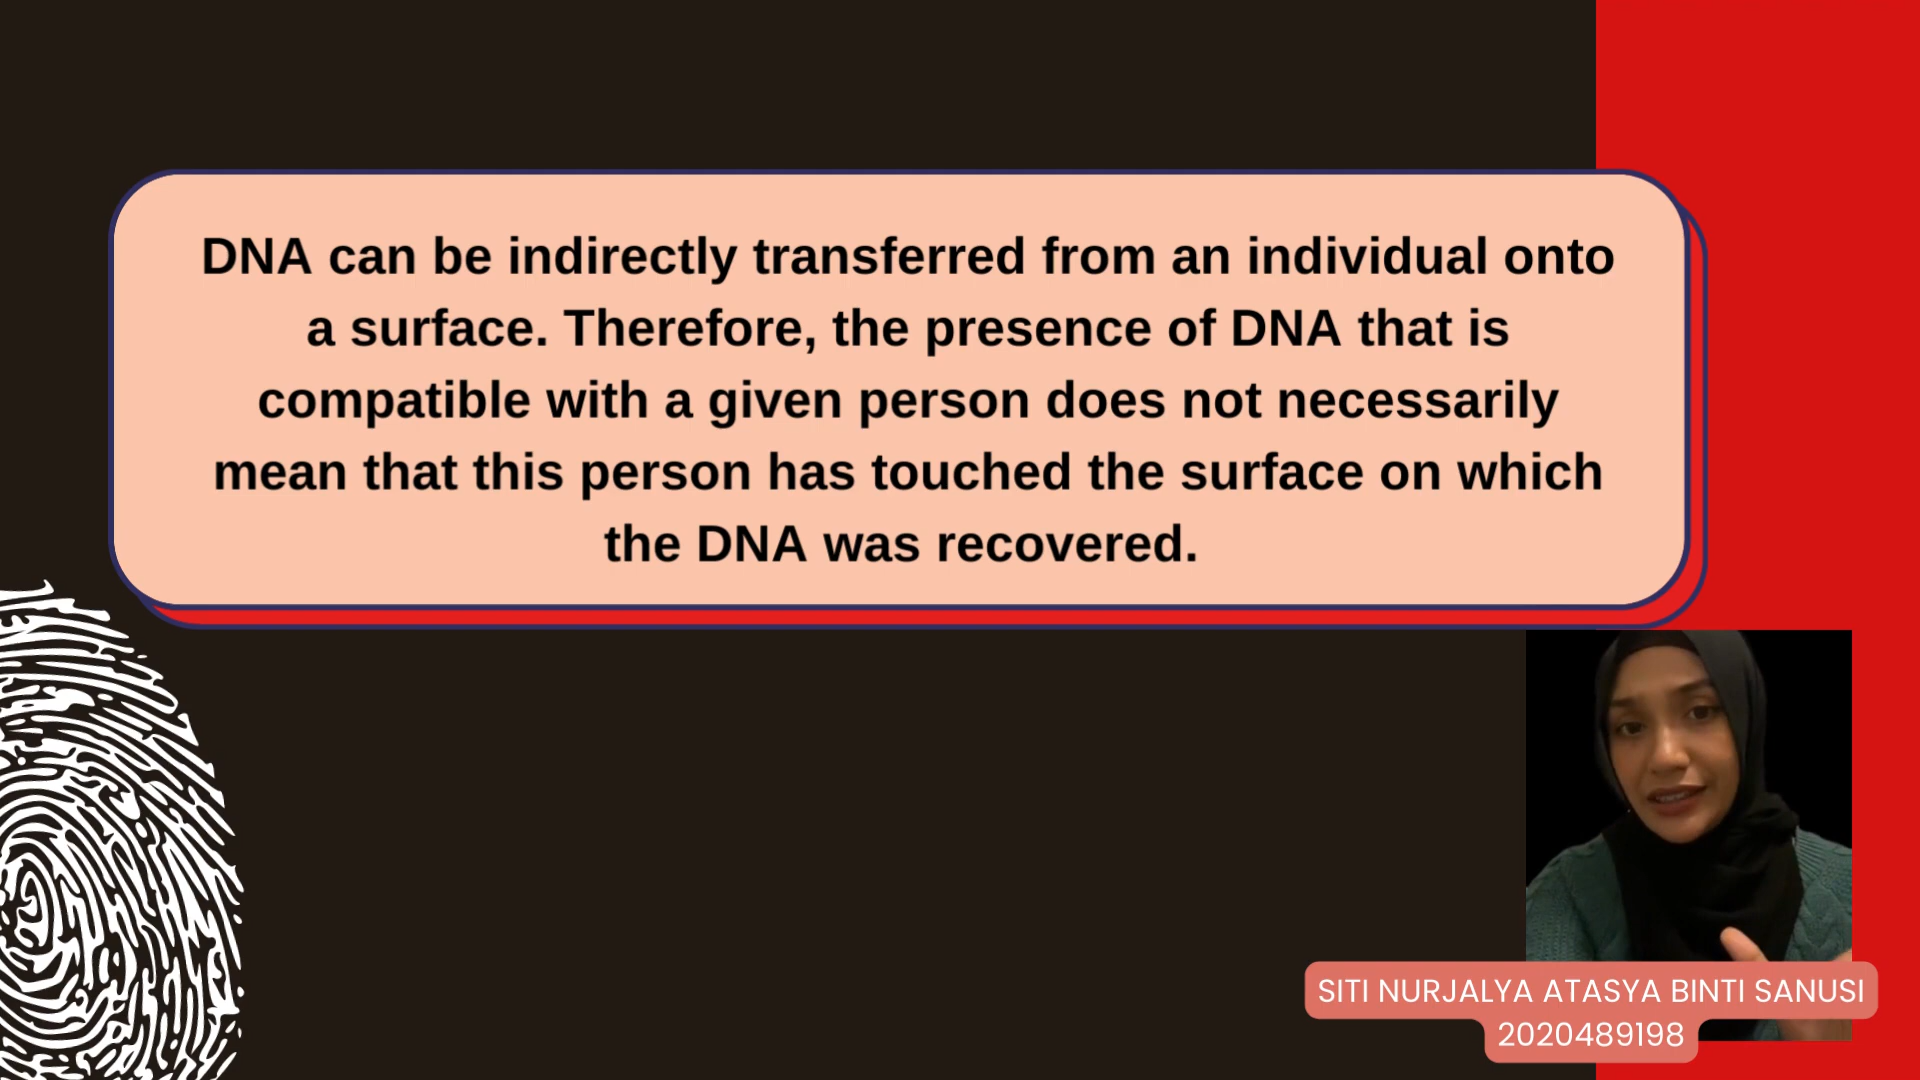 DNA can be indirectly transferred from an individual onto
a surface. Therefore, the presence of DNA that is
compatible with a given person does not necessarily
mean that this person has touched the surface on which
the DNA was recovered.
SITI NURJALYA ATASYA BINTI SANUSI
2020489198